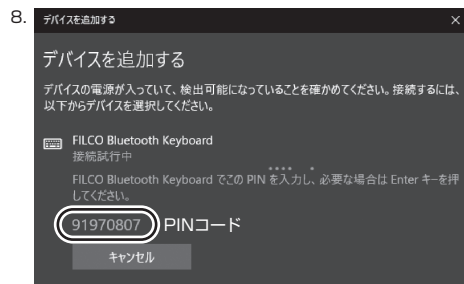 8.
デバイスを追加する
デバイスを追加する
デバイスの電源が入っていて、検出可能になっていることを確かめてください。接続するには、
以下からデバイスを選択してください。
FILCO Bluetooth Keyboard
接続試行中
FILCO Bluetooth Keyboard でこの PIN を入力し、必要な場合は Enter キーを押
してください。
91970807 PINコード
キャンセル